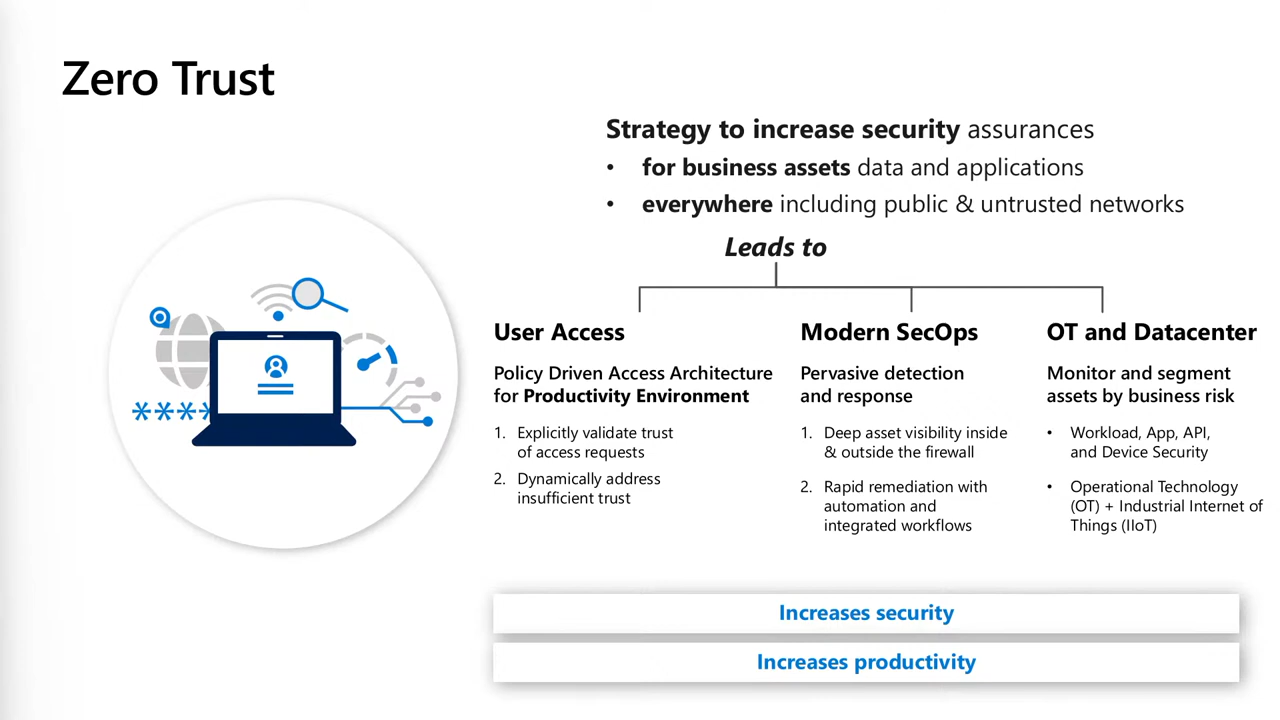 Zero Trust
Strategy to increase security assurances
• for business assets data and applications
• everywhere including public & untrusted networks
Leads to
User Access
Policy Driven Access Architecture
for Productivity Environment
1. Explicitly validate trust
of access requests
2. Dynamically address
insufficient trust
Modern SecOps
Pervasive detection
and response
1. Deep asset visibility inside
& outside the firewall
2. Rapid remediation with
automation and
integrated workflows
OT and Datacenter
Monitor and segment
assets by business risk
• Workload, App, API,
and Device Security
• Operational Technology
(OT) + Industrial Internet of
Things (IIoT)
Increases security
Increases productivity